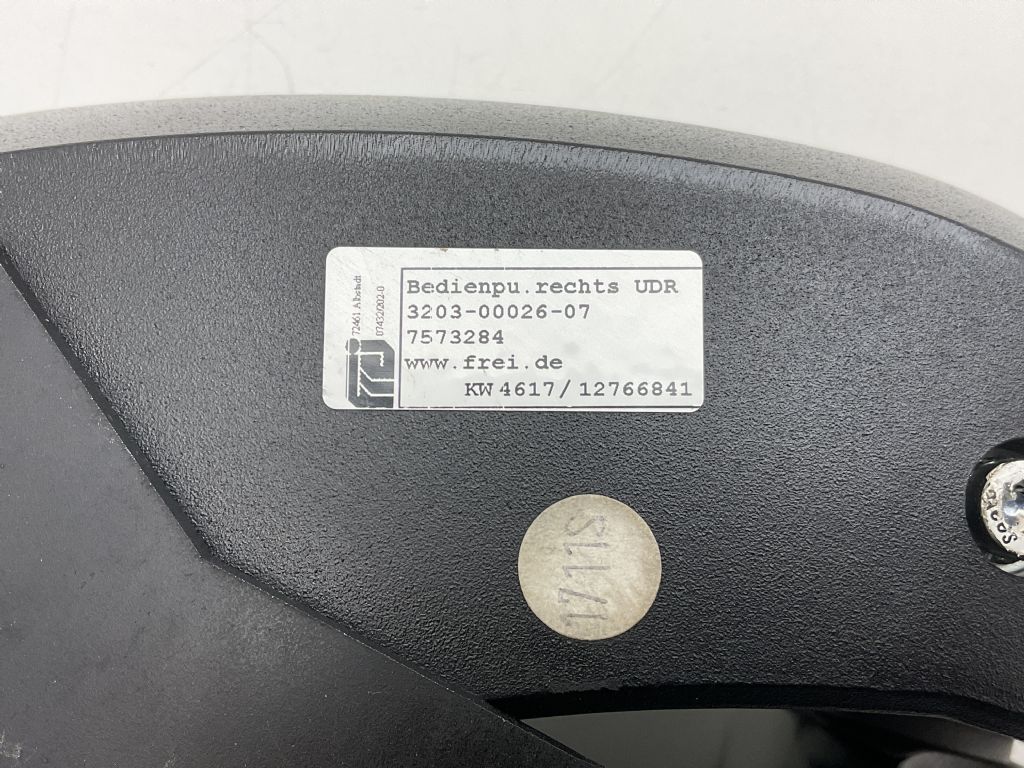 72461 Albstadt
07432/202-0
Bedienpu.rechts UDR
3203-00026-07
7573284
www.frei.de
KW 4617/ 12766841
1711S